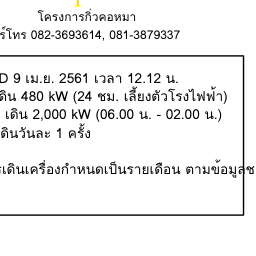 โครงการกิ่วคอหมา
ร์โทร 082-3693614, 081-3879337
D 9 เม.ย. 2561 เวลา 12.12 น.
ดิน 480 kW (24 ชม. เลี้ยงตัวโรงไฟฟ้า)
เดิน 2,000 kW (06.00 น. - 02.00 น.)
ดินวันละ 1 ครั้ง
รเดินเครื่องกำหนดเป็นรายเดือน ตามข้อมูลช